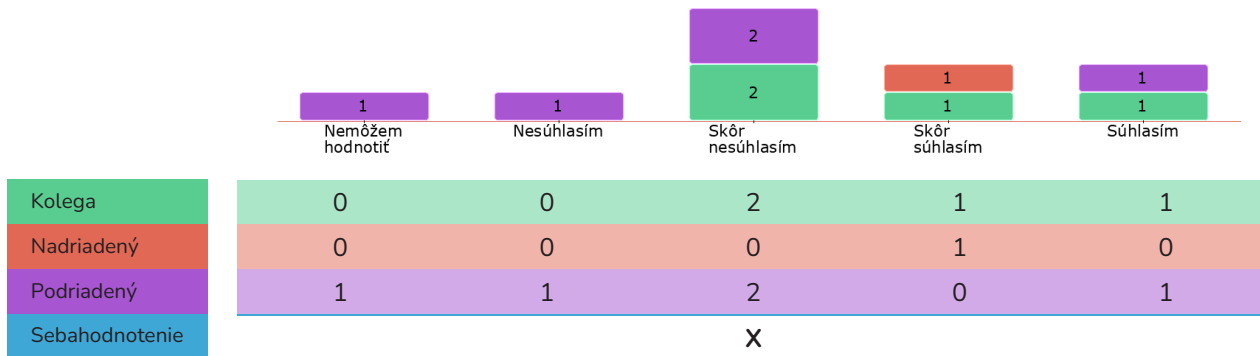 2
2
1
1
1
1
1
1
Nemôžem
hodnotiť
Nesúhlasím
Skôr
nesúhlasím
Skôr
súhlasím
Súhlasím
Kolega 0 0 2 1 1
Nadriadený 0 0 0 1 0
Podriadený 1 1 2 0 1
Sebahodnotenie x